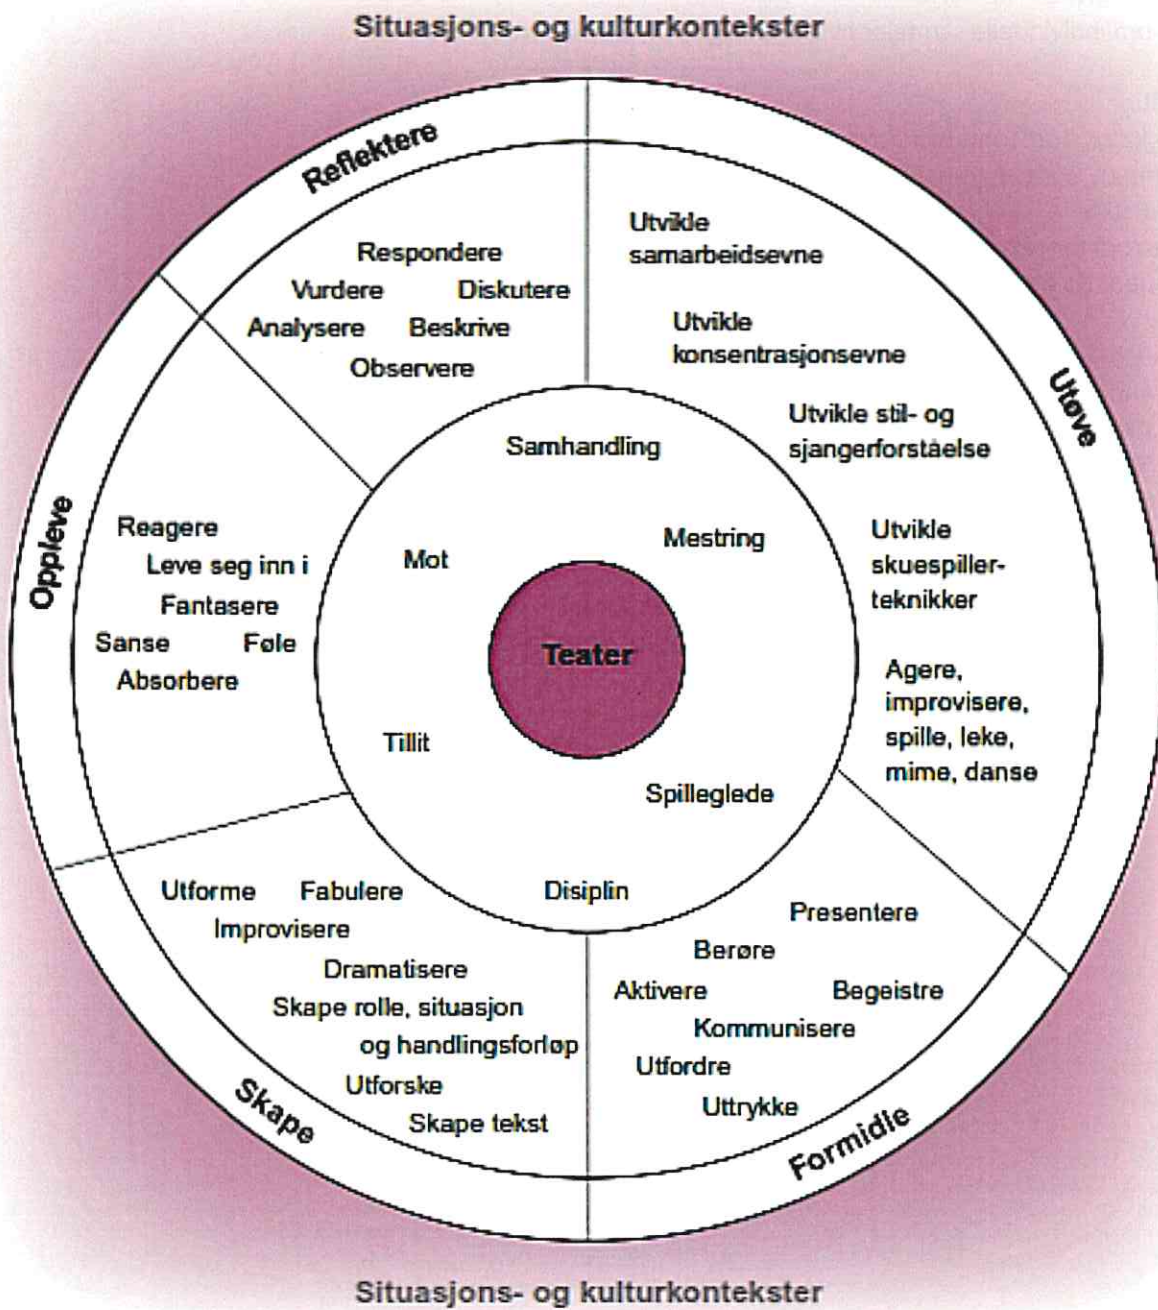 Situasjons- og kulturkontekster
Reflektere
Respondere
Vurdere Diskutere
Analysere Beskrive
Observere
Utøve
Utvikle
samarbeidsevne
Utvikle
konsentrasjonsevne
Utvikle stil- og
sjangerforståelse
Utvikle
skuespiller-
teknikker
Agere,
improvisere,
spille, leke,
mime, danse
Oppleve
Reagere
Leve seg inn i
Fantasere
Sanse Føle
Absorbere
Samhandling
Mestring
Mot
Teater
Tillit
Spilleglede
Disiplin
Skape
Utforme Fabulere
Improvisere
Dramatisere
Skape rolle, situasjon
og handlingsforløp
Utforske
Skape tekst
Formidle
Presentere
Berøre
Aktivere Begeistre
Kommunisere
Utfordre
Uttrykke
Situasjons- og kulturkontekster